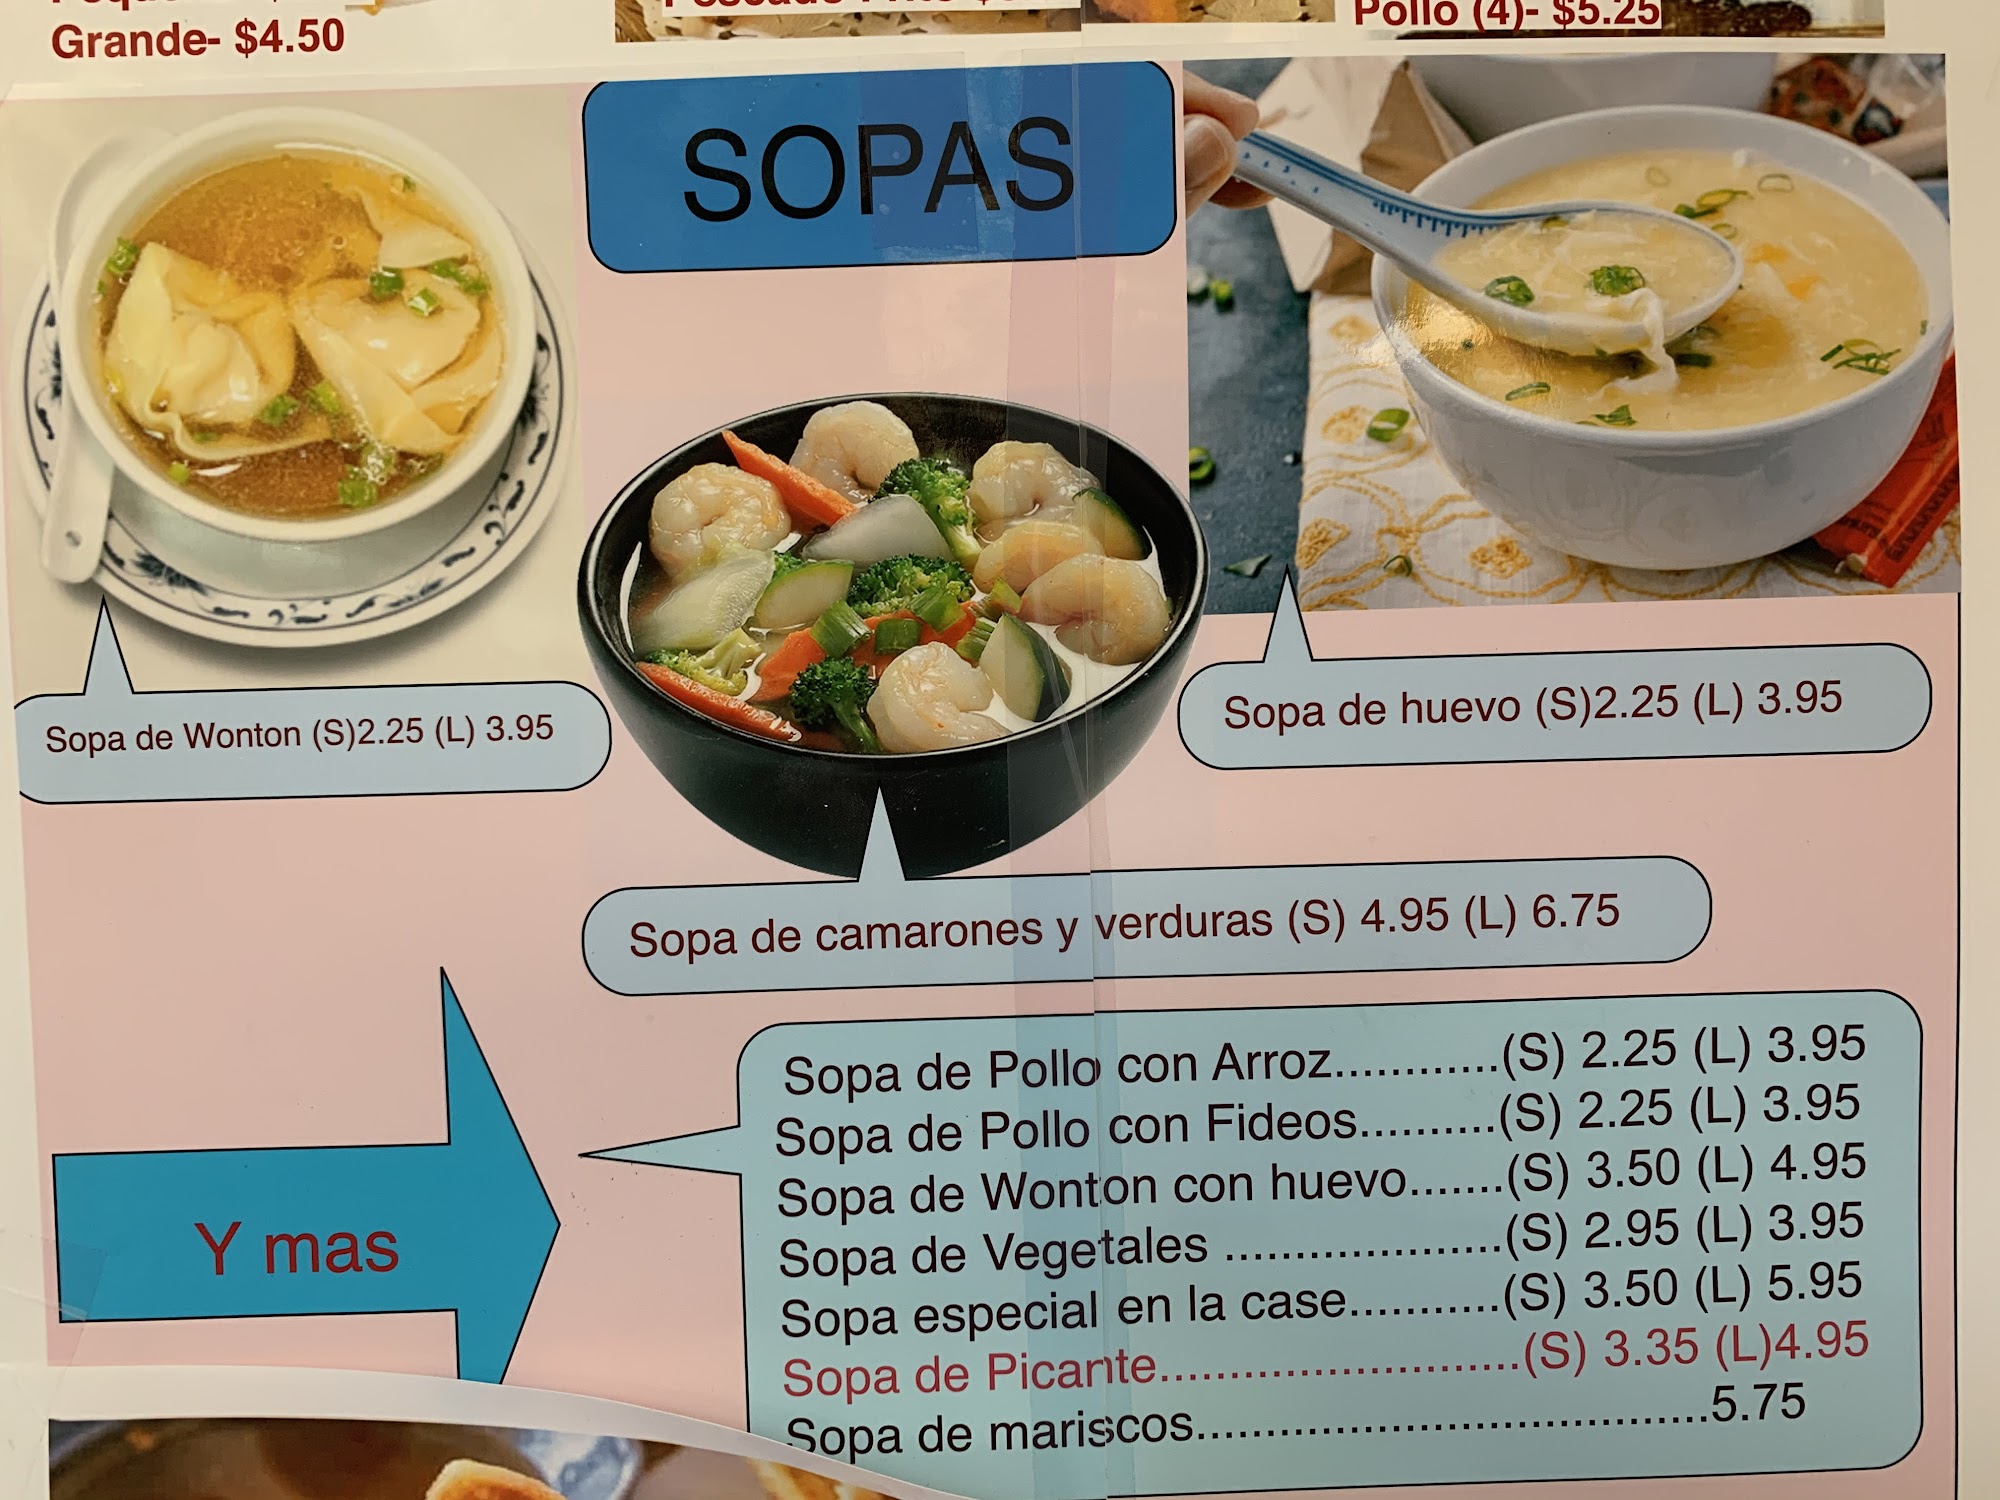 Grande- $4.50
Pollo (4)- $5.25
SOPAS
Sopa de Wonton (S)2.25 (L) 3.95
Sopa de huevo (S)2.25 (L) 3.95
Sopa de camarones y verduras (S) 4.95 (L) 6.75
Y mas
Sopa de Pollo con Arroz............(S) 2.25 (L) 3.95
Sopa de Pollo con Fideos..........(S) 2.25 (L) 3.95
Sopa de Wonton con huevo.......(S) 3.50 (L) 4.95
Sopa de Vegetales ....................(S) 2.95 (L) 3.95
Sopa especial en la case...........(S) 3.50 (L) 5.95
Sopa de Picante..........................(S) 3.35 (L)4.95
Sopa de mariscos.....................................5.75